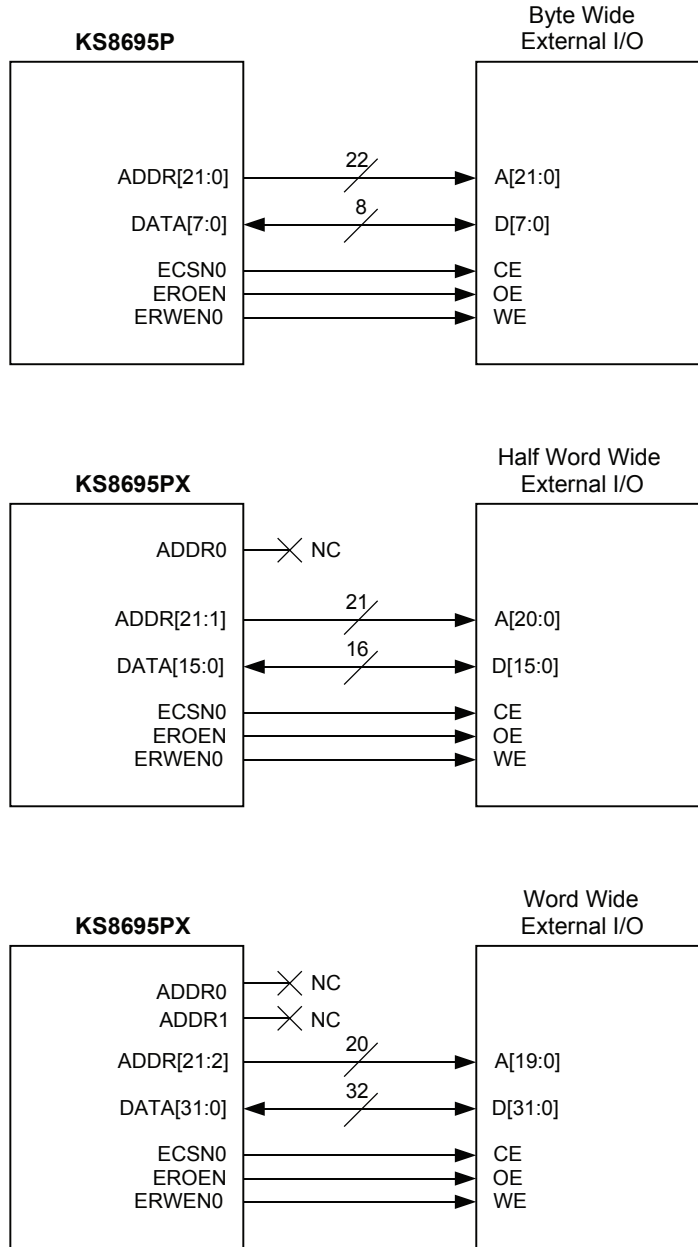 KS8695P
Byte Wide
External I/O
ADDR[21:0]
22
A[21:0]
DATA[7:0]
8
D[7:0]
ECSN0
CE
EROEN
OE
ERWEN0
WE
KS8695PX
Half Word Wide
External I/O
ADDR0
NC
ADDR[21:1]
21
A[20:0]
DATA[15:0]
16
D[15:0]
ECSN0
CE
EROEN
OE
ERWEN0
WE
KS8695PX
Word Wide
External I/O
ADDR0
NC
ADDR1
NC
ADDR[21:2]
20
A[19:0]
DATA[31:0]
32
D[31:0]
ECSN0
CE
EROEN
OE
ERWEN0
WE